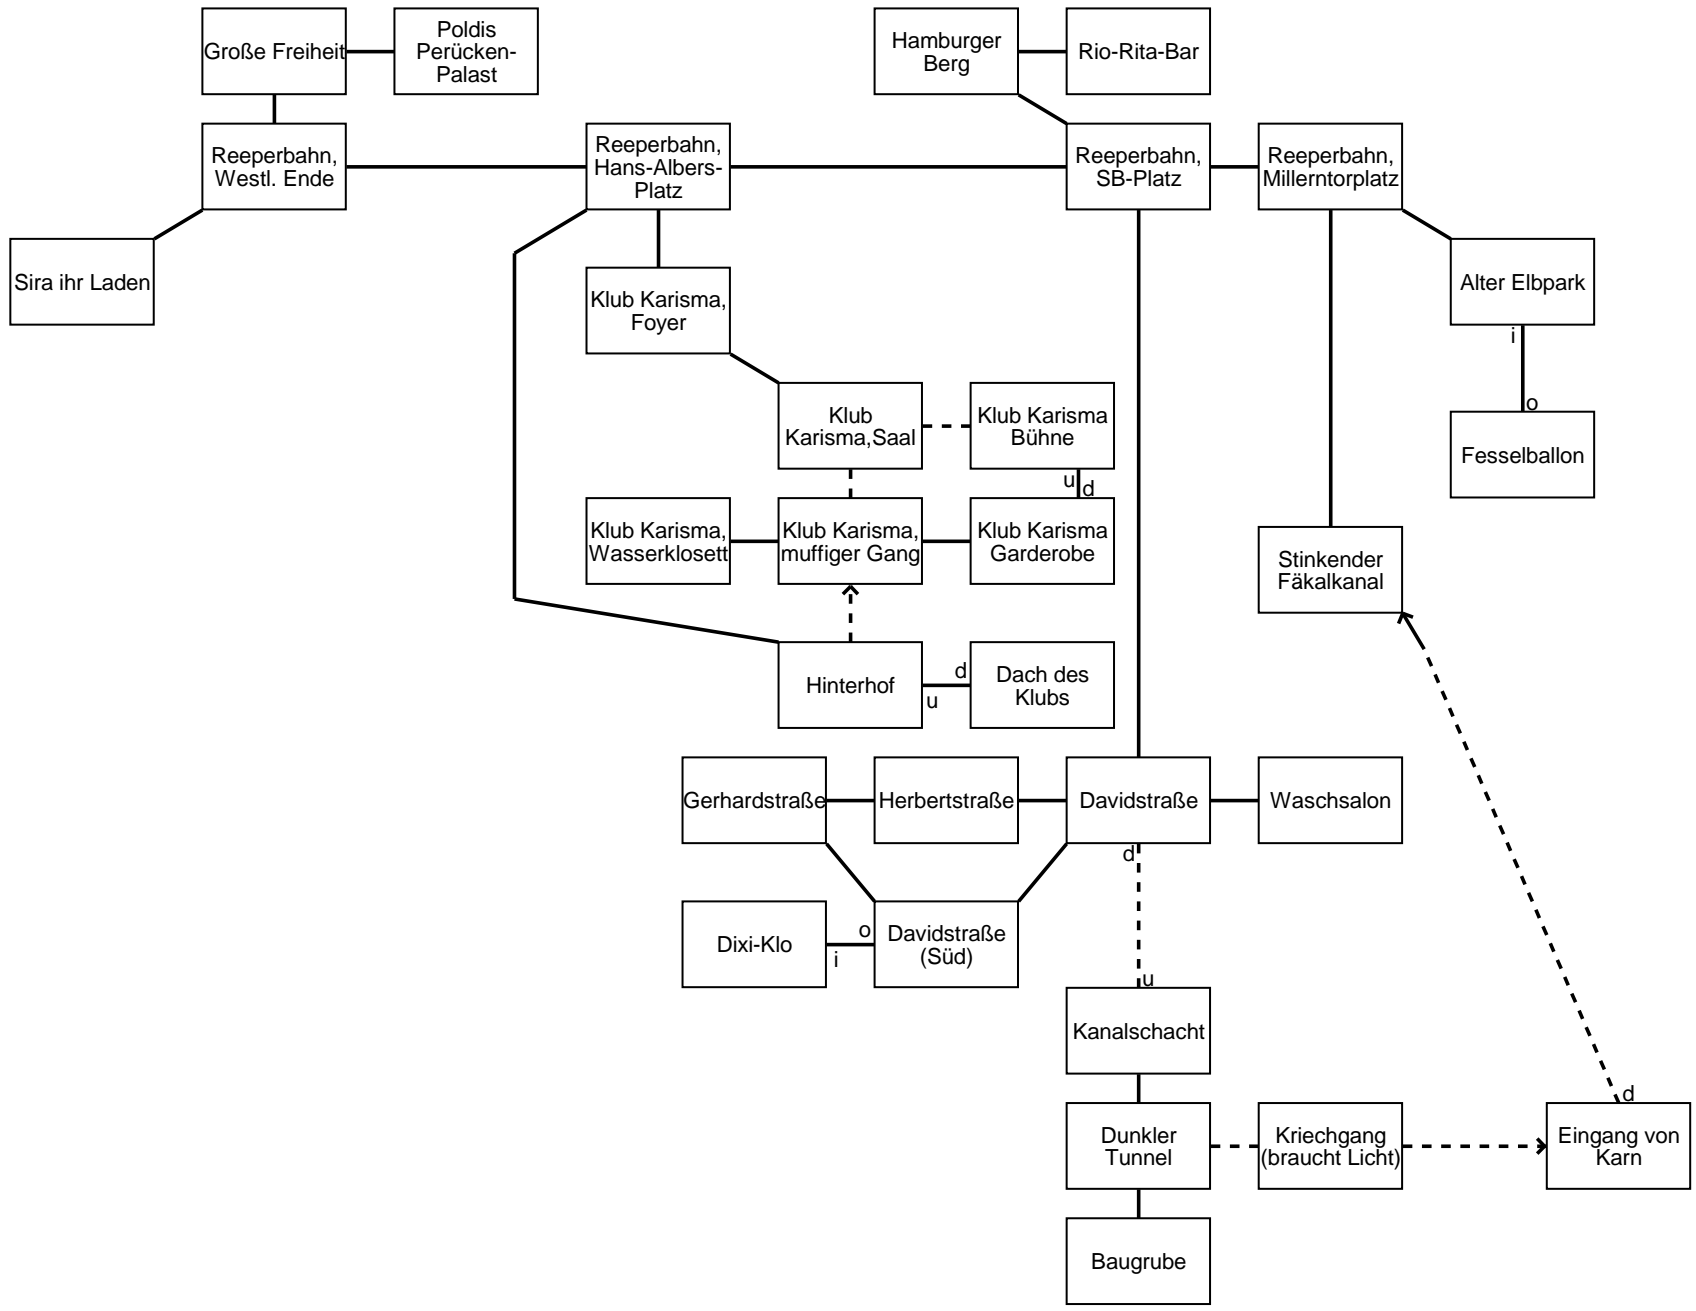 Große Freiheit
Poldis
Perücken-
Palast
Hamburger
Berg
Rio-Rita-Bar
Reeperbahn,
Westl. Ende
Reeperbahn,
Hans-Albers-
Platz
Reeperbahn,
SB-Platz
Reeperbahn,
Millerntorplatz
Sira ihr Laden
Klub Karisma,
Foyer
Alter Elbpark
i
o
Klub
Karisma,Saal
Klub Karisma
Bühne
Fesselballon
u
d
Klub Karisma,
Wasserklosett
Klub Karisma,
muffiger Gang
Klub Karisma
Garderobe
Stinkender
Fäkalkanal
Hinterhof
d
u
Dach des
Klubs
Gerhardstraße
Herbertstraße
Davidstraße
Waschsalon
d
Dixi-Klo
o
i
Davidstraße
(Süd)
u
Kanalschacht
d
Dunkler
Tunnel
Kriechgang
(braucht Licht)
Eingang von
Karn
Baugrube